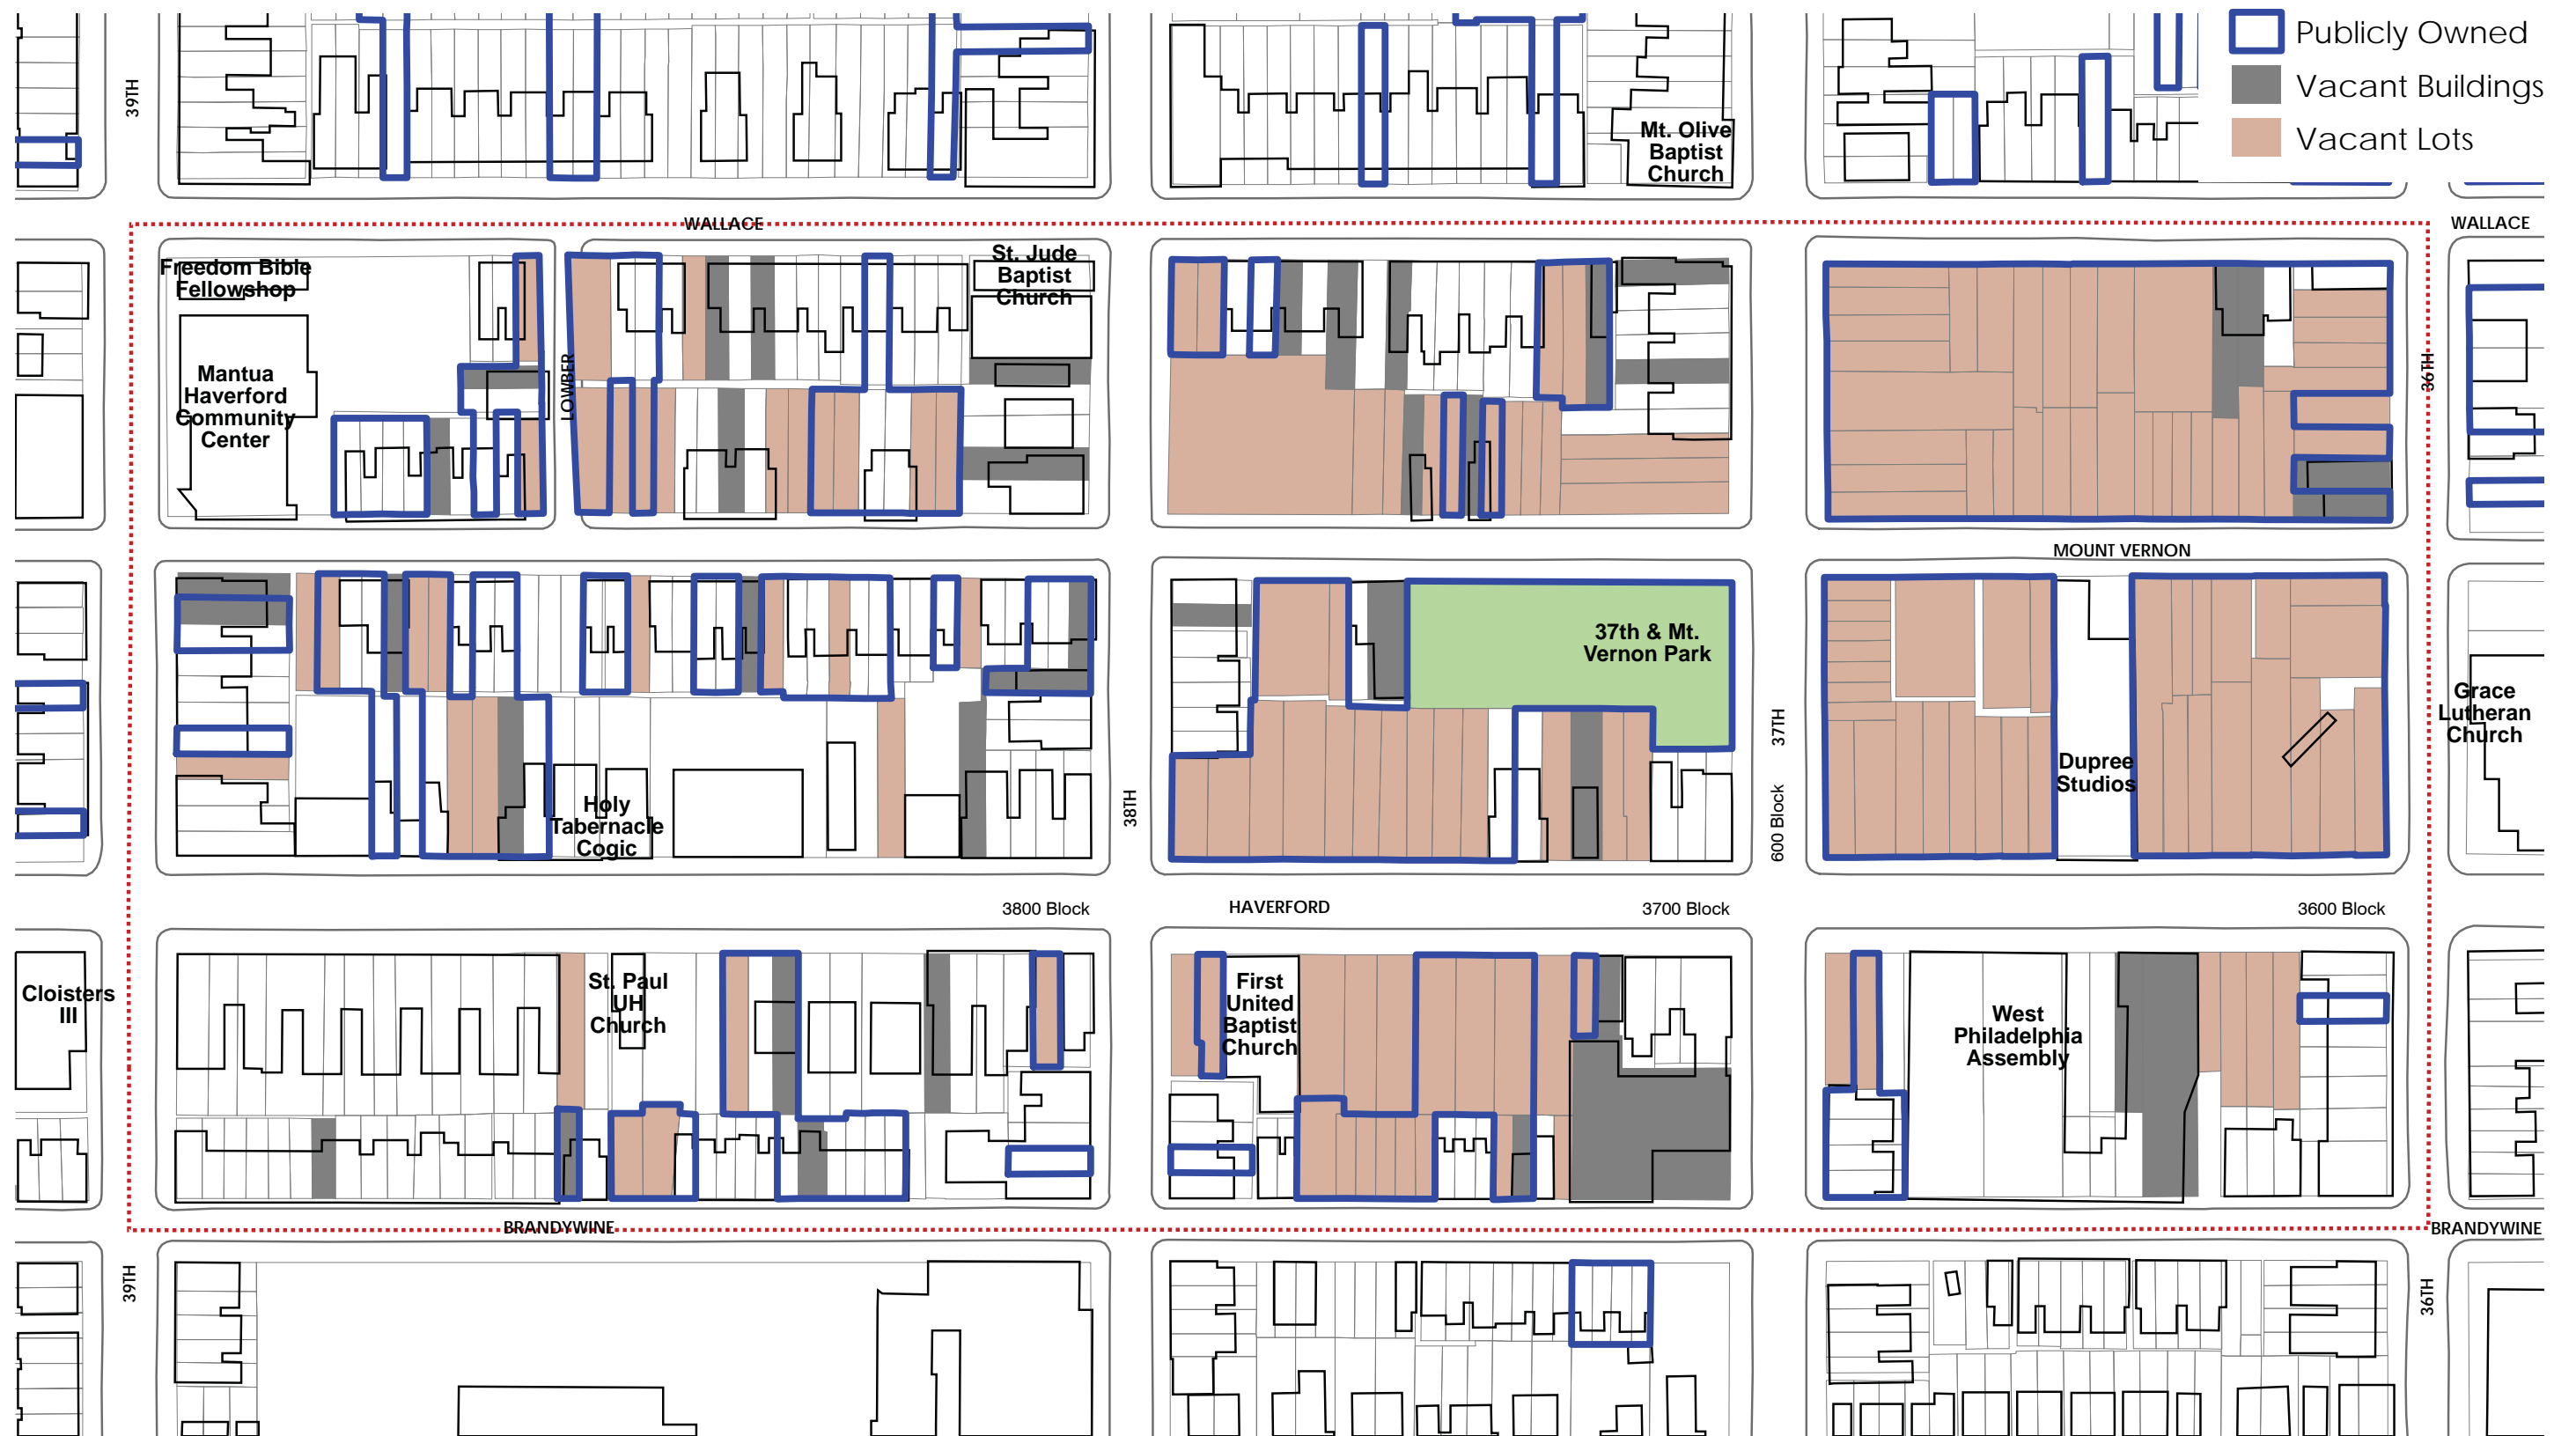 Publicly Owned
Vacant Buildings
Vacant Lots
39TH
Mt. Olive
Baptist
Church
WALLACE
WALLACE
Freedom Bible
Fellowshop
St. Jude
Baptist
Church
Mantua
Haverford
Community
Center
LOWBER
36TH
MOUNT VERNON
37th & Mt.
Vernon Park
37TH
600 Block
38TH
Dupree
Studios
Grace
Lutheran
Church
Holy
Tabernacle
Cogic
3800 Block
HAVERFORD
3700 Block
3600 Block
Cloisters
III
St. Paul
UH
Church
First
United
Baptist
Church
West
Philadelphia
Assembly
BRANDYWINE
BRANDYWINE
39TH
36TH